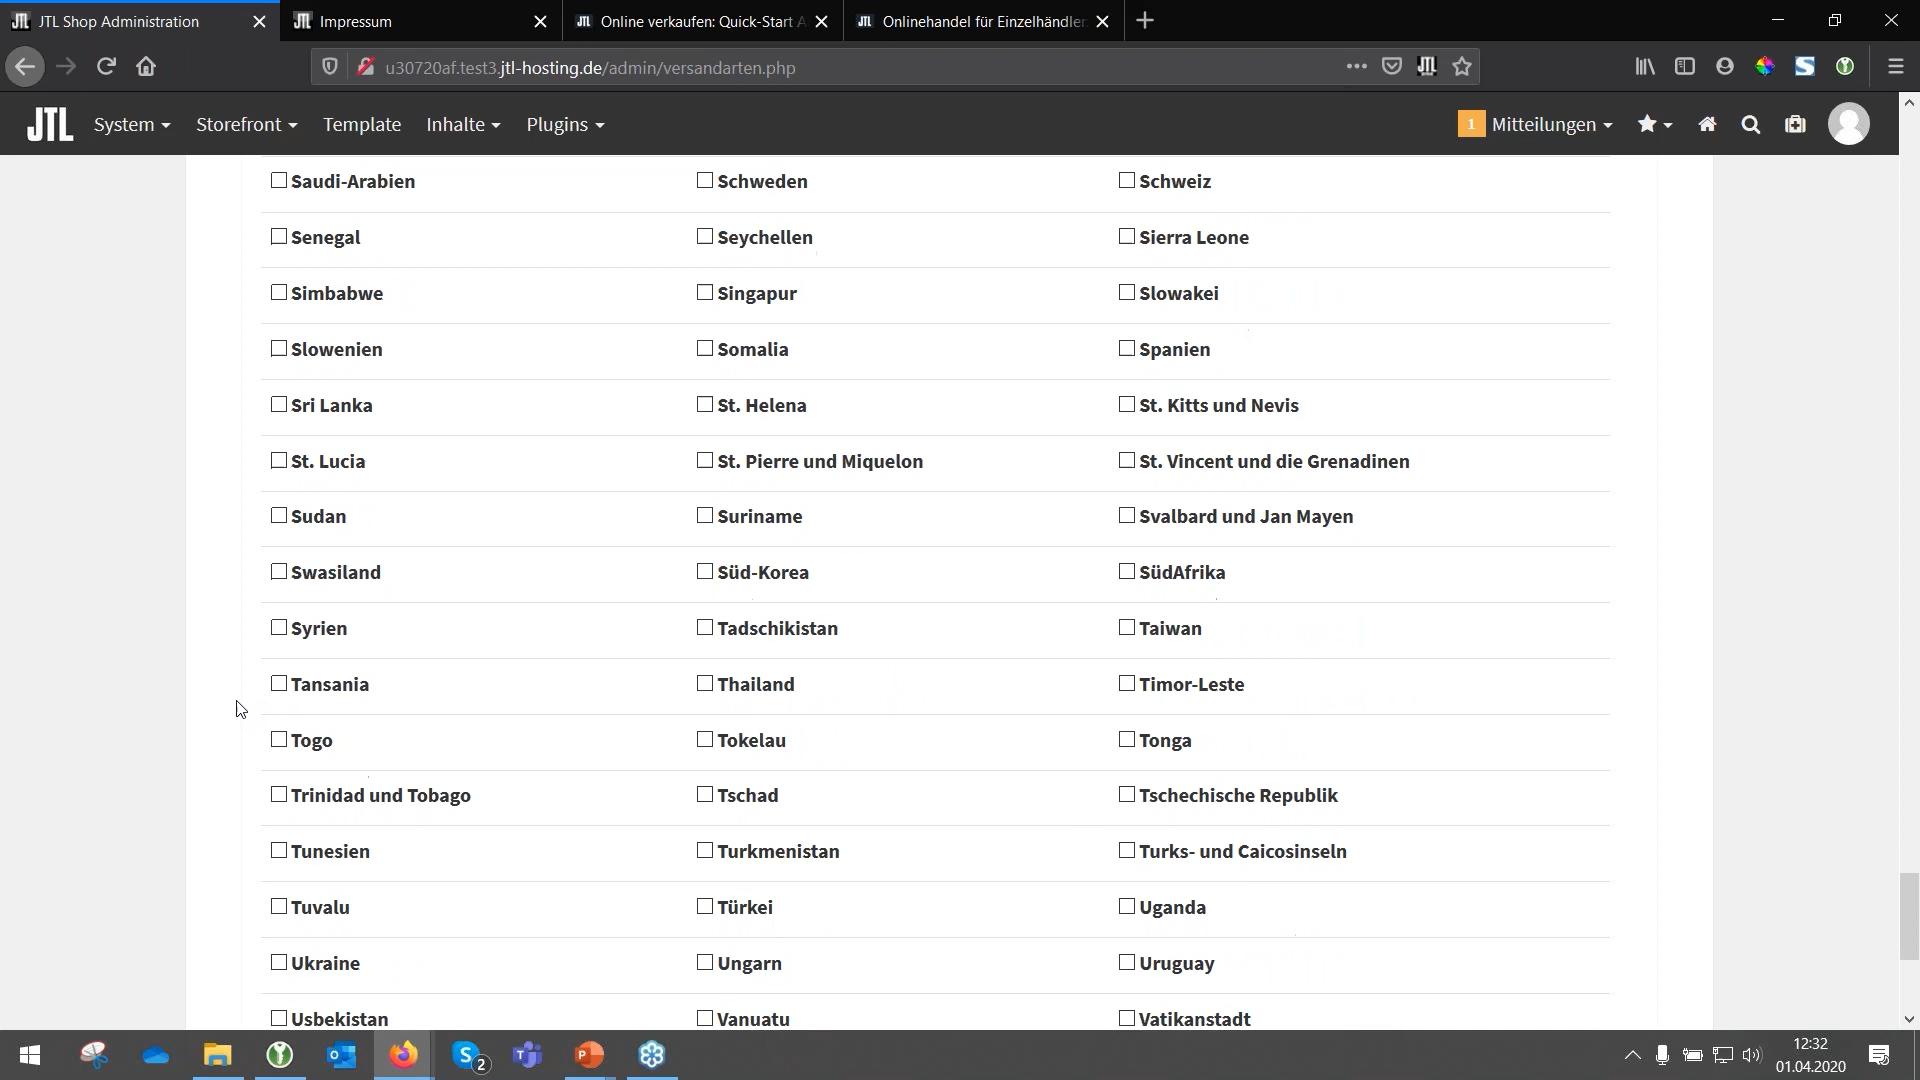 JTL Shop Administration
Impressum
Online verkaufen: Quick-Start A
Onlinehandel für Einzelhändler:
u30720af.test3.jtl-hosting.de/admin/versandarten.php
JTL System Storefront Template Inhalte Plugins 1 Mitteilungen
Saudi-Arabien Schweden Schweiz
Senegal Seychellen Sierra Leone
Simbabwe Singapur Slowakei
Slowenien Somalia Spanien
Sri Lanka St. Helena St. Kitts und Nevis
St. Lucia St. Pierre und Miquelon St. Vincent und die Grenadinen
Sudan Suriname Svalbard und Jan Mayen
Swasiland Süd-Korea SüdAfrika
Syrien Tadschikistan Taiwan
Tansania Thailand Timor-Leste
Togo Tokelau Tonga
Trinidad und Tobago Tschad Tschechische Republik
Tunesien Turkmenistan Turks- und Caicosinseln
Tuvalu Türkei Uganda
Ukraine Ungarn Uruguay
Usbekistan Vanuatu Vatikanstadt
2
12:32
01.04.2020